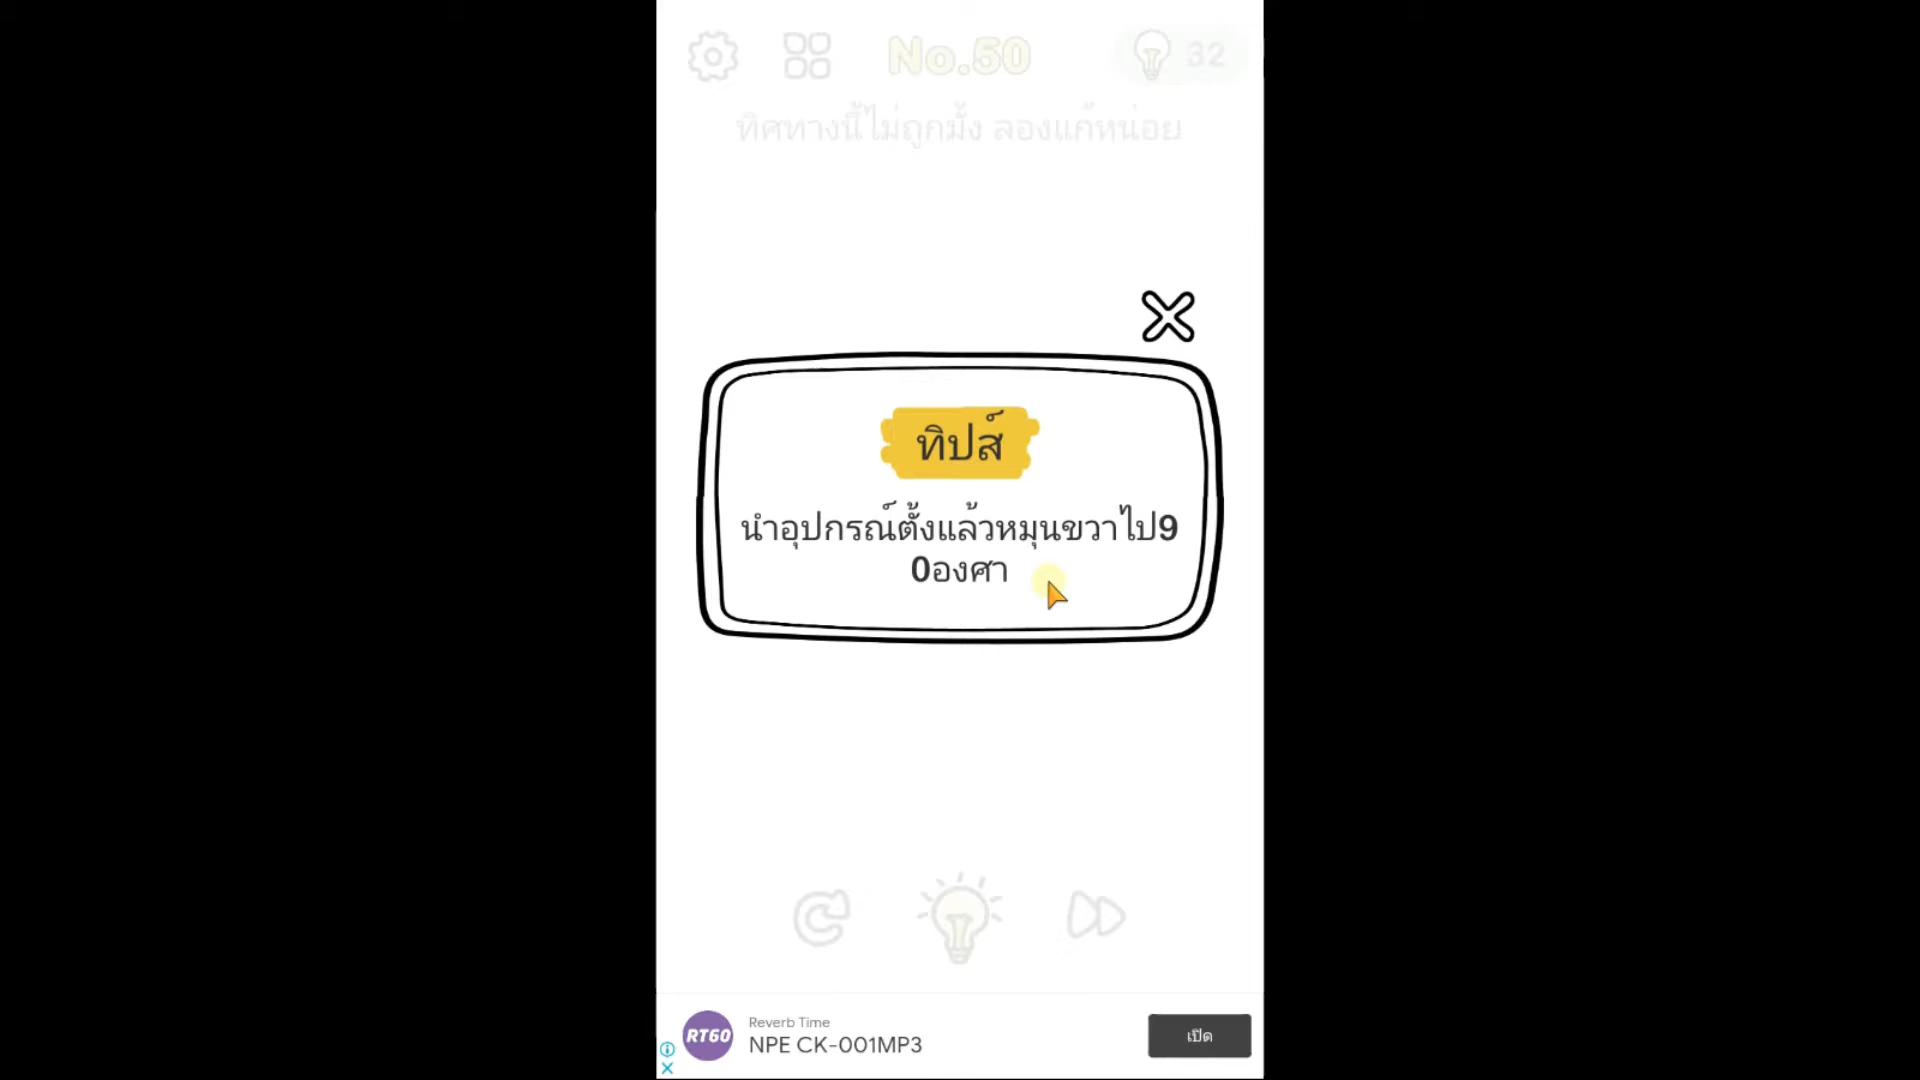 No.50
32
ทิศทางนี้ไม่ถูกมั้ง ลองแก้หน่อย
ทิปส์
นำอุปกรณ์ตั้งแล้วหมุนขวาไป9
0องศา
Reverb Time
RT60
NPE CK-001MP3
เปิด